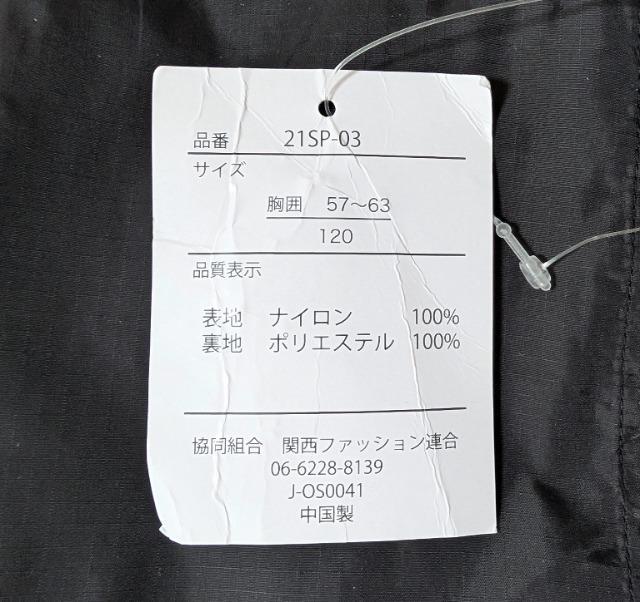 品番 21SP-03
サイズ
胸囲 57〜63
120
品質表示
表地 ナイロン 100%
裏地 ポリエステル 100%
協同組合 関西ファッション連合
06-6228-8139
J-OS0041
中国製